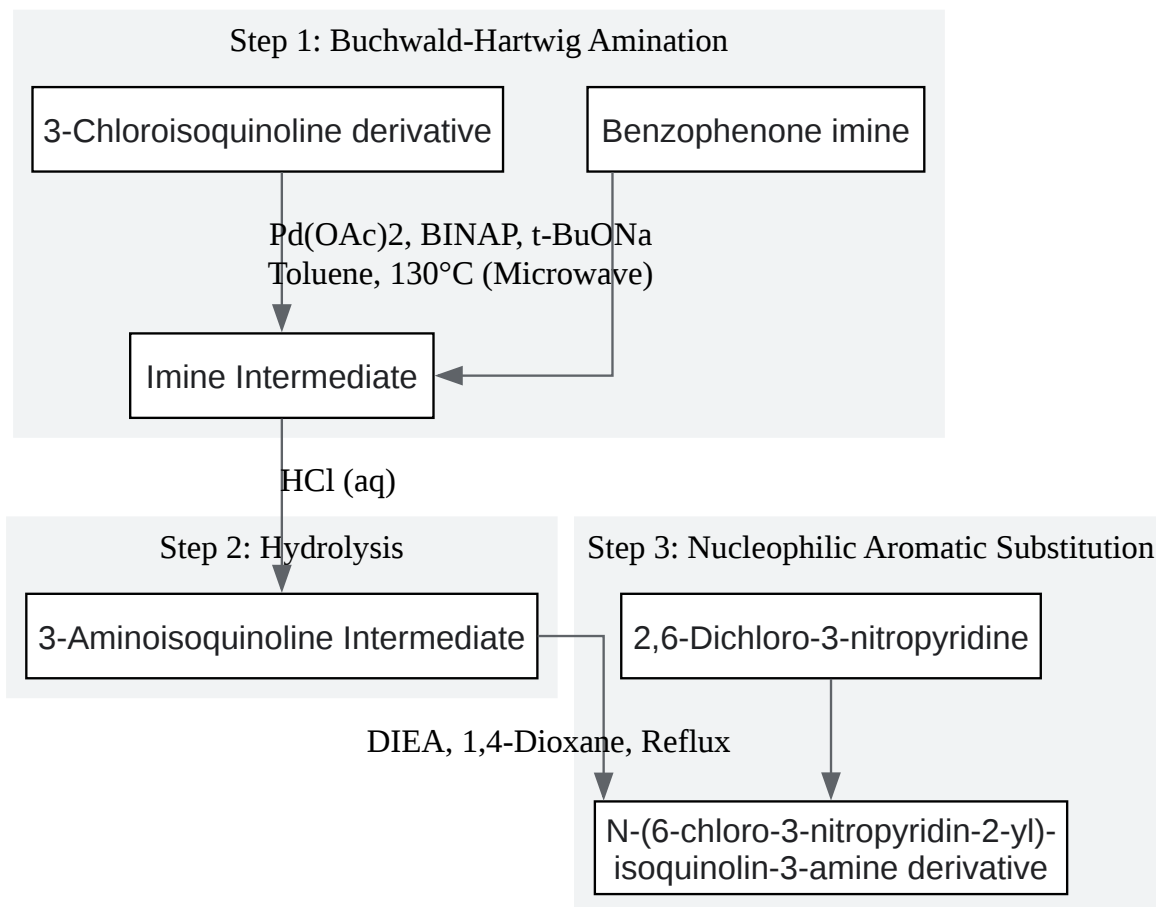 Step 1: Buchwald-Hartwig Amination
3-Chloroisoquinoline derivative
Benzophenone imine
Pd(OAc)2, BINAP, t-BuONa
Toluene, 130°C (Microwave)
Imine Intermediate
HCl (aq)
Step 2: Hydrolysis
Step 3: Nucleophilic Aromatic Substitution
3-Aminoisoquinoline Intermediate
2,6-Dichloro-3-nitropyridine
DIEA, 1,4-Dioxane, Reflux
N-(6-chloro-3-nitropyridin-2-yl)-
isoquinolin-3-amine derivative